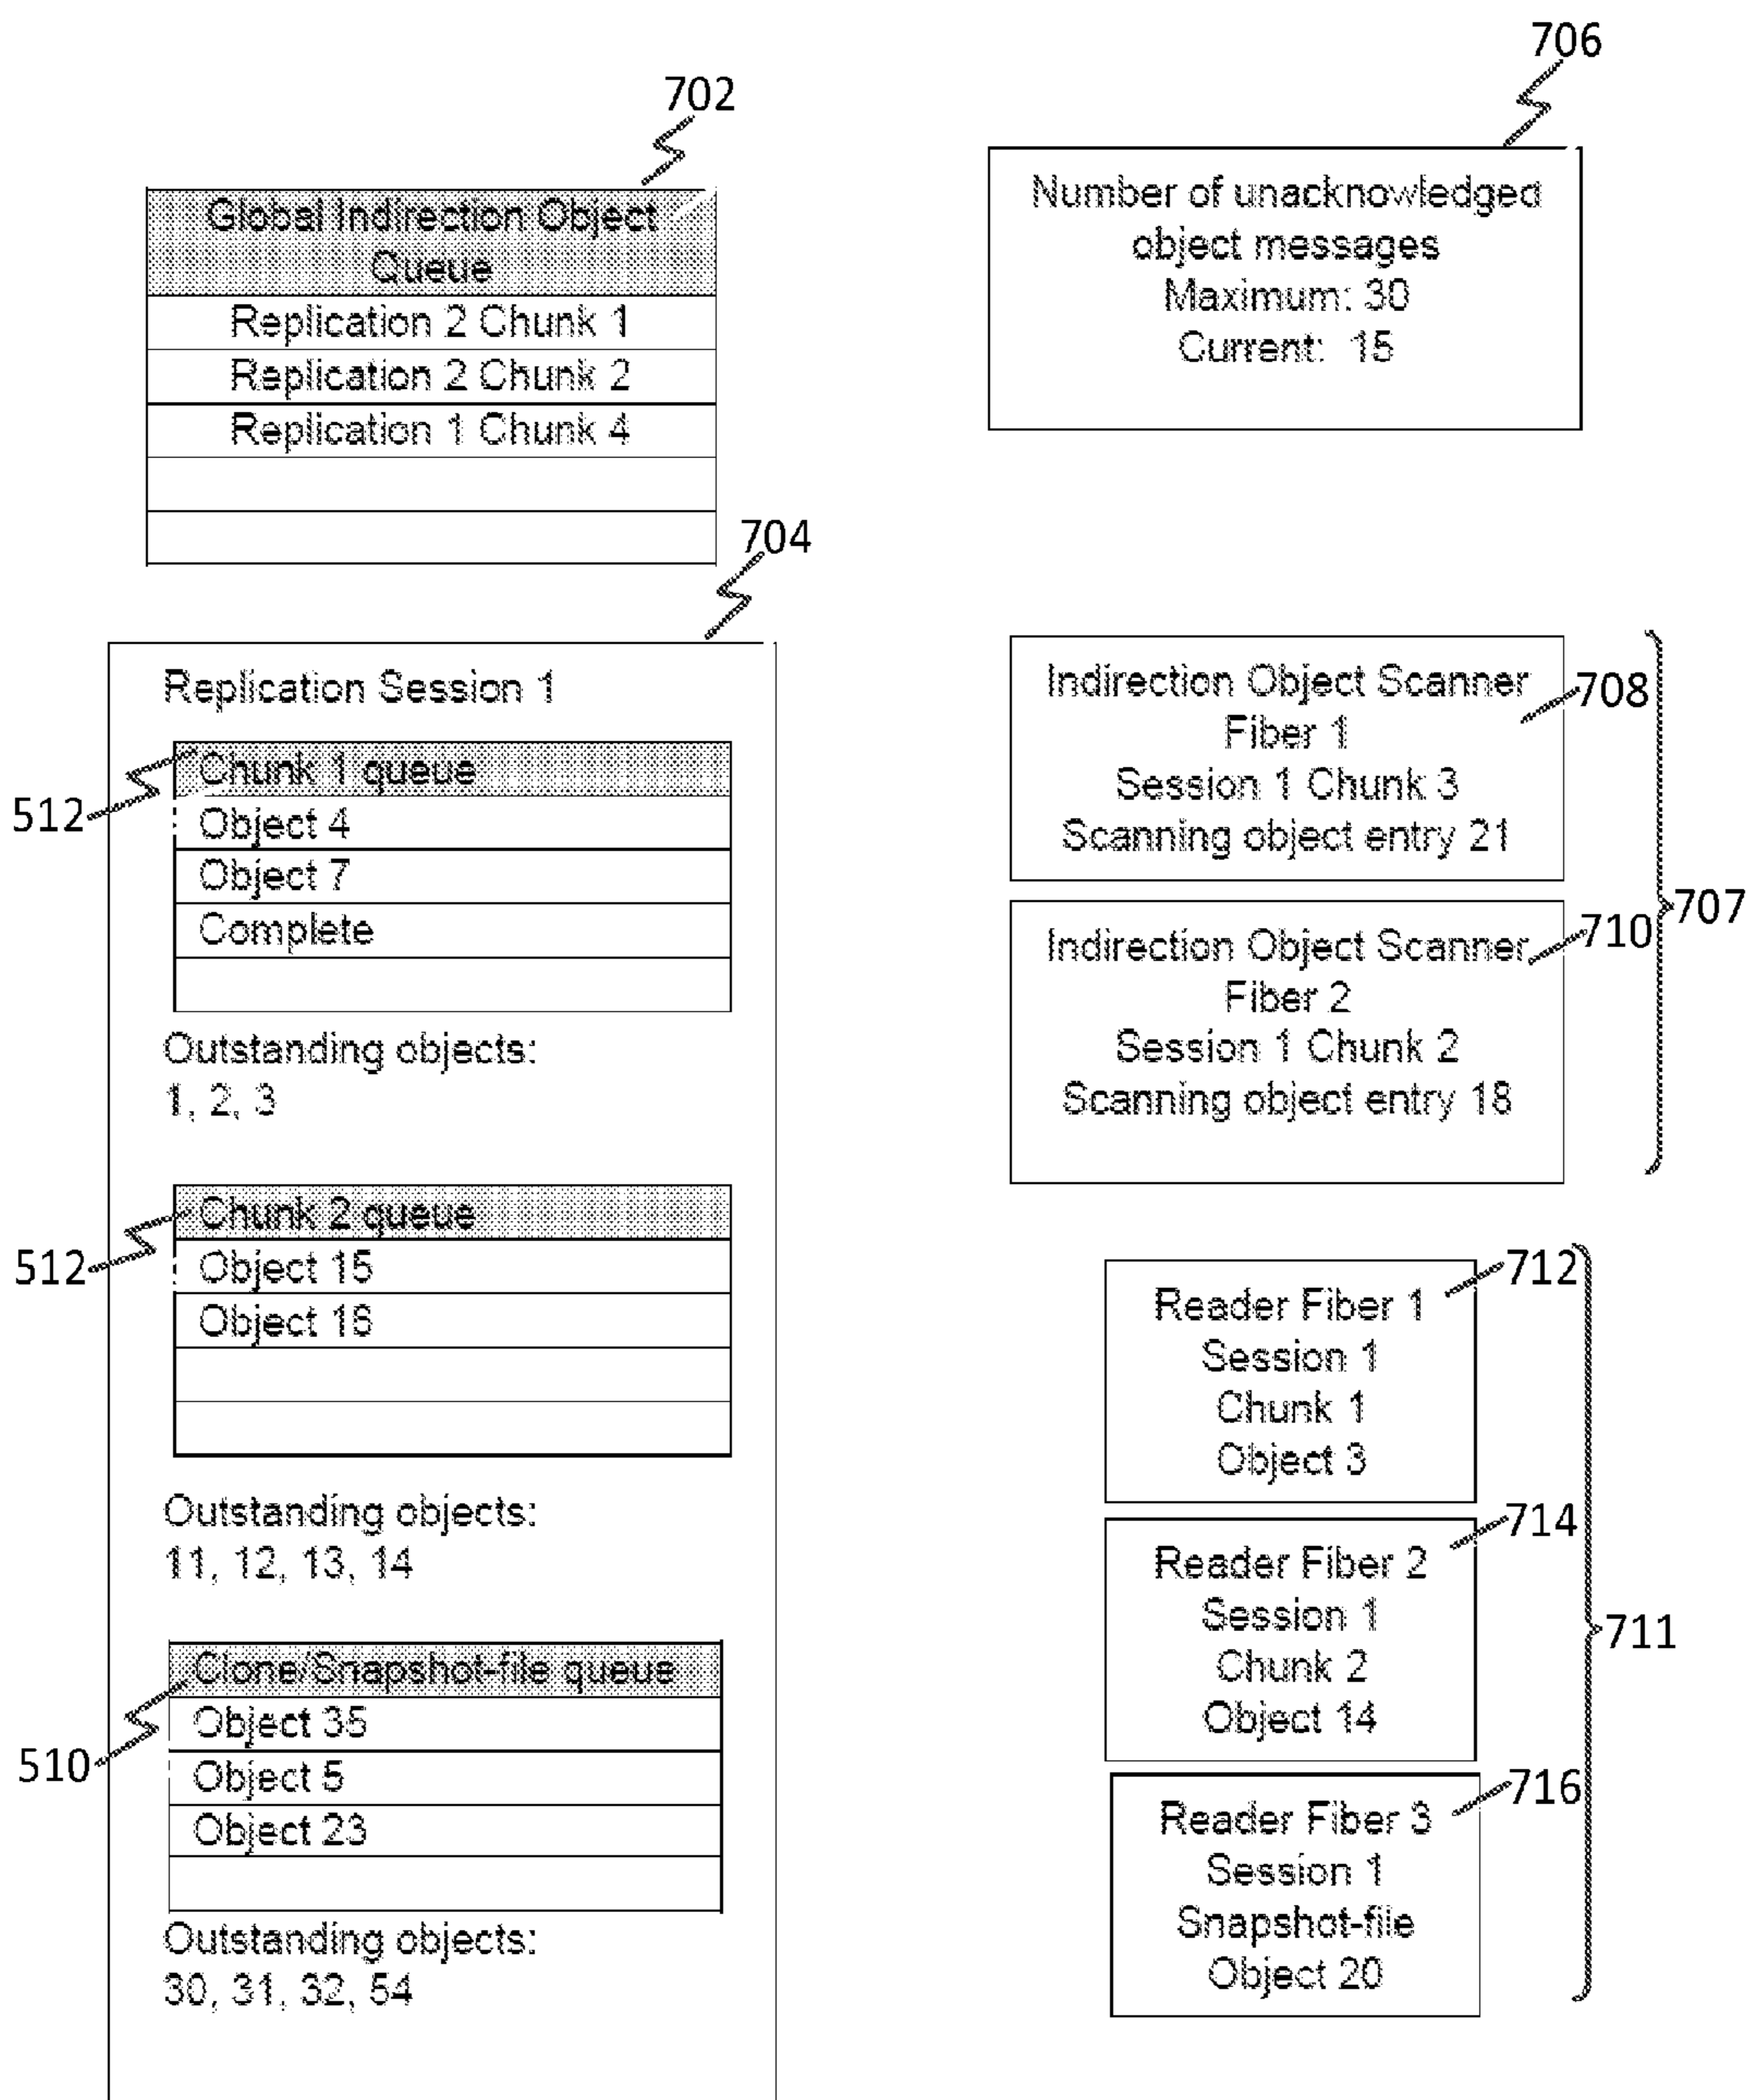 702
Global Indirection Object
Queue
Replication 2 Chunk 1
Replication 2 Chunk 2
Replication 1 Chunk 4
706
Number of unacknowledged
object messages
Maximum: 30
Current: 15
704
Replication Session 1
512
Chunk 1 queue
Object 4
Object 7
Complete
Outstanding objects:
1, 2, 3
512
Chunk 2 queue
Object 15
Object 16
Outstanding objects:
11, 12, 13, 14
510
Clone/Snapshot-file queue
Object 35
Object 5
Object 23
Outstanding objects:
30, 31, 32, 54
Indirection Object Scanner
Fiber 1
Session 1 Chunk 3
Scanning object entry 21
708
Indirection Object Scanner
Fiber 2
Session 1 Chunk 2
Scanning object entry 18
710
707
Reader Fiber 1
Session 1
Chunk 1
Object 3
712
Reader Fiber 2
Session 1
Chunk 2
Object 14
714
Reader Fiber 3
Session 1
Snapshot-file
Object 20
716
711